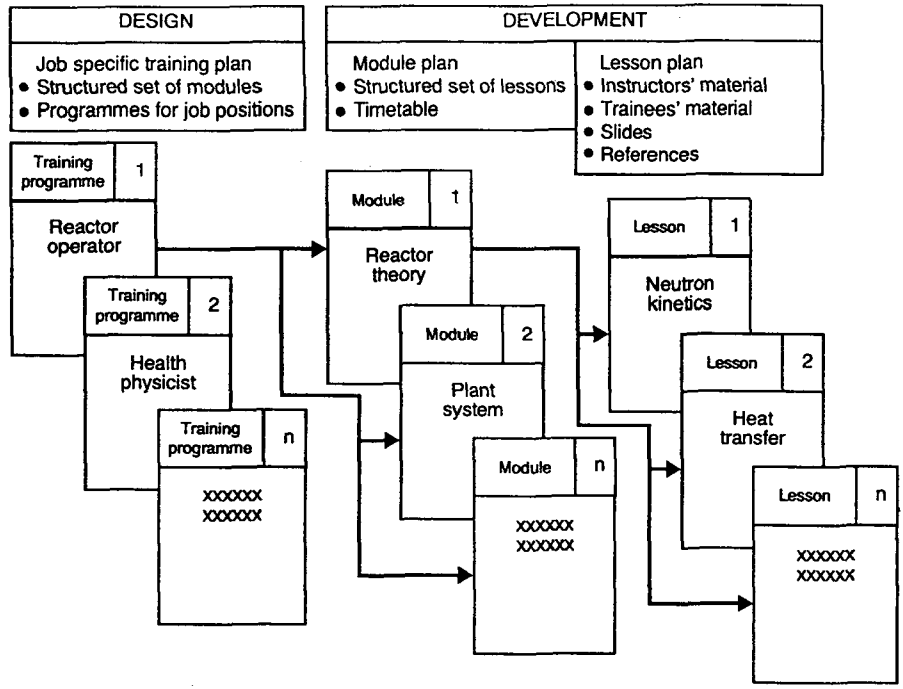 DESIGN
Job specific training plan
• Structured set of modules
• Programmes for job positions
DEVELOPMENT
Module plan
• Structured set of lessons
• Timetable
Lesson plan
• Instructors' material
• Trainees' material
• Slides
• References
Training
programme
1
Reactor
operator
Training
programme
2
Health
physicist
Training
programme
n
xxxxxx
xxxxxx
Module
1
Reactor
theory
Module
2
Plant
system
Module
n
xxxxxx
xxxxxx
Lesson
1
Neutron
kinetics
Lesson
2
Heat
transfer
Lesson
n
xxxxxx
xxxxxx